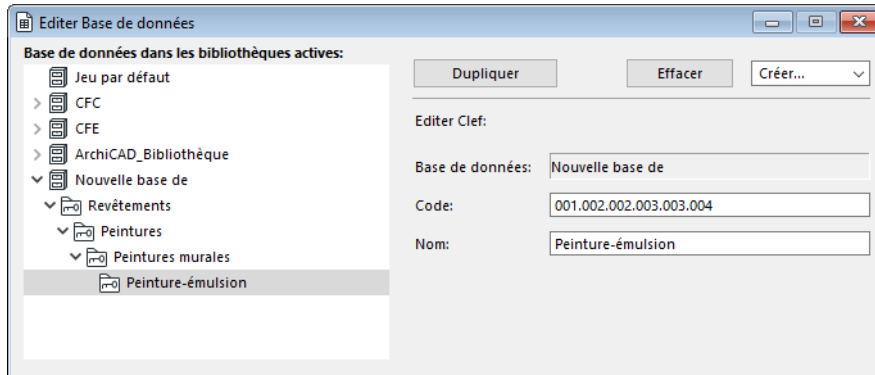 Editer Base de données
Base de données dans les bibliothèques actives:
Jeu par défaut
CFC
CFE
ArchiCAD_Bibliothèque
Nouvelle base de
Revêtements
Peintures
Peintures murales
Peinture-émulsion
Dupliquer
Effacer
Créer...
Editer Clef:
Base de données: Nouvelle base de
Code: 001.002.002.003.003.004
Nom: Peinture-émulsion